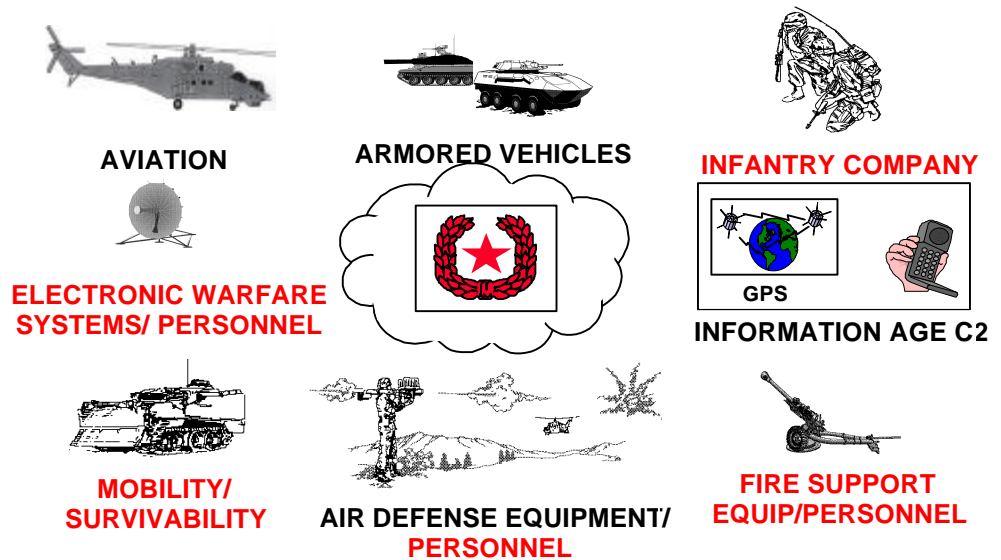 AVIATION
ARMORED VEHICLES
INFANTRY COMPANY
ELECTRONIC WARFARE
SYSTEMS/ PERSONNEL
GPS
INFORMATION AGE C2
MOBILITY/
SURVIVABILITY
AIR DEFENSE EQUIPMENT/
PERSONNEL
FIRE SUPPORT
EQUIP/PERSONNEL